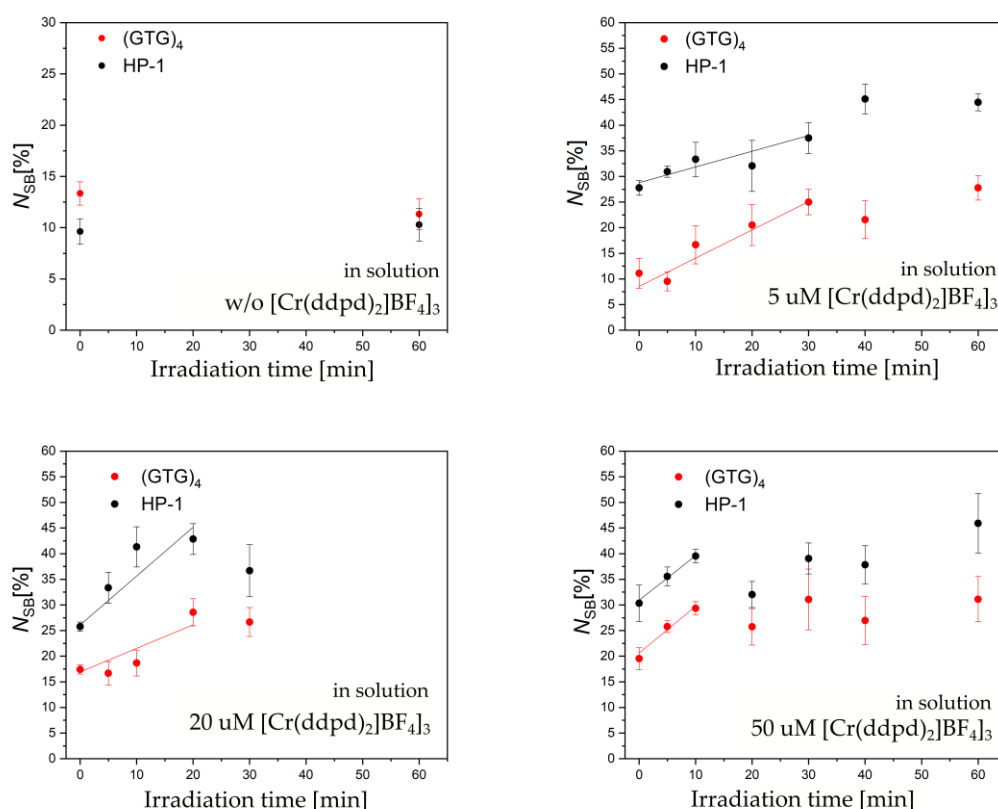 30
25
20
15
10
5
0
N_SB[%]
(GTG)₄
HP-1
in solution
w/o [Cr(ddpd)₂]BF₄]₃
0 10 20 30 40 50 60
Irradiation time [min]
60
55
50
45
40
35
30
25
20
15
10
5
0
N_SB[%]
(GTG)₄
HP-1
in solution
5 uM [Cr(ddpd)₂]BF₄]₃
0 10 20 30 40 50 60
Irradiation time [min]
60
55
50
45
40
35
30
25
20
15
10
5
0
N_SB[%]
(GTG)₄
HP-1
in solution
20 uM [Cr(ddpd)₂]BF₄]₃
0 10 20 30 40 50 60
Irradiation time [min]
60
55
50
45
40
35
30
25
20
15
10
5
0
N_SB[%]
(GTG)₄
HP-1
in solution
50 uM [Cr(ddpd)₂]BF₄]₃
0 10 20 30 40 50 60
Irradiation time [min]